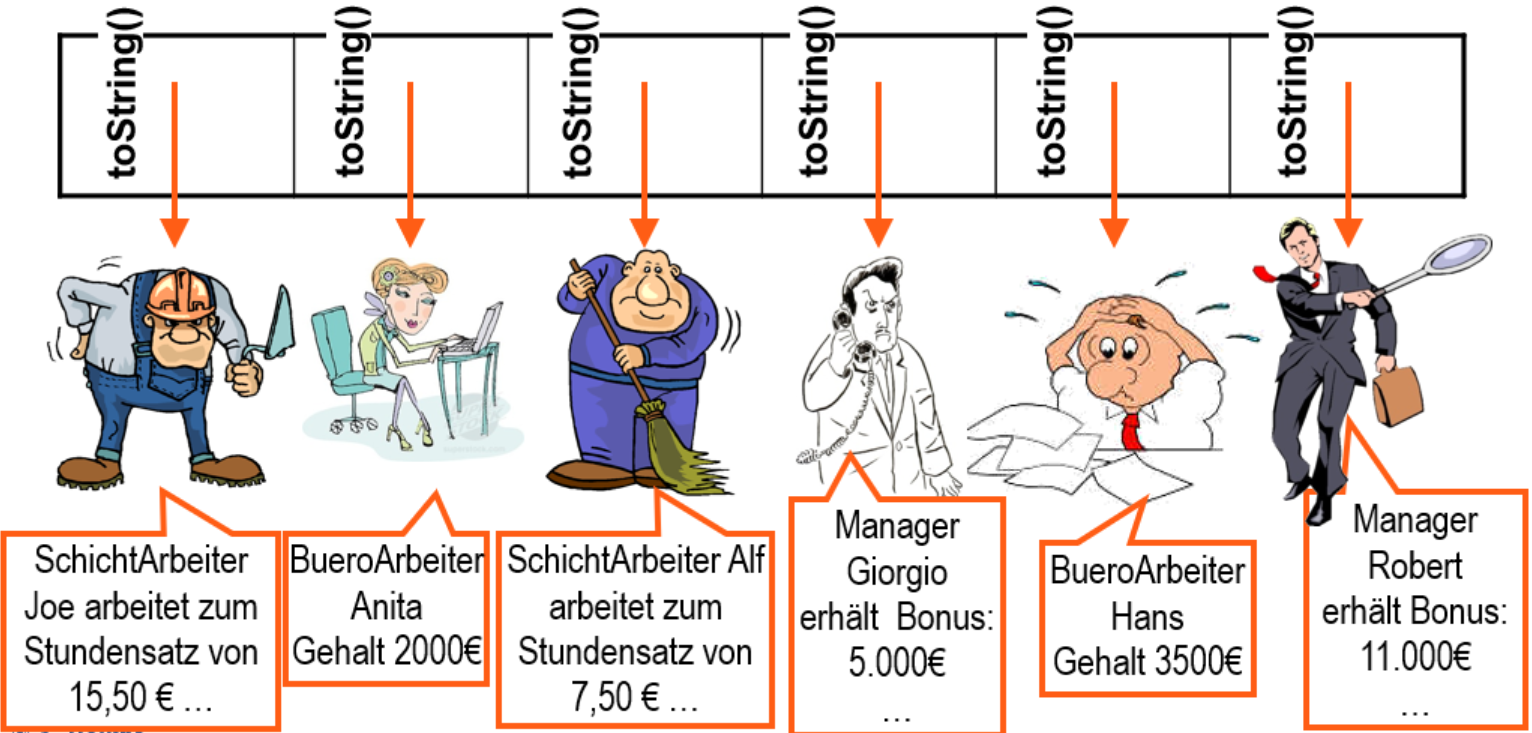 toString()
toString()
toString()
toString()
toString()
toString()
SchichtArbeiter
Joe arbeitet zum
Stundensatz von
15,50 € …
BueroArbeiter
Anita
Gehalt 2000€
SchichtArbeiter Alf
arbeitet zum
Stundensatz von
7,50 € …
Manager
Giorgio
erhält Bonus:
5.000€
…
BueroArbeiter
Hans
Gehalt 3500€
Manager
Robert
erhält Bonus:
11.000€
…